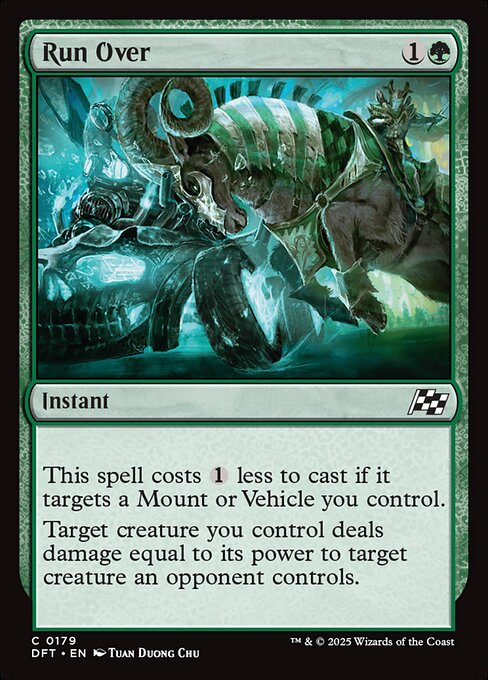 Run Over 1
Instant
This spell costs 1 less to cast if it
targets a Mount or Vehicle you control.
Target creature you control deals
damage equal to its power to target
creature an opponent controls.
C 0179
DFT • EN Tuan Duong Chu
™ & © 2025 Wizards of the Coast